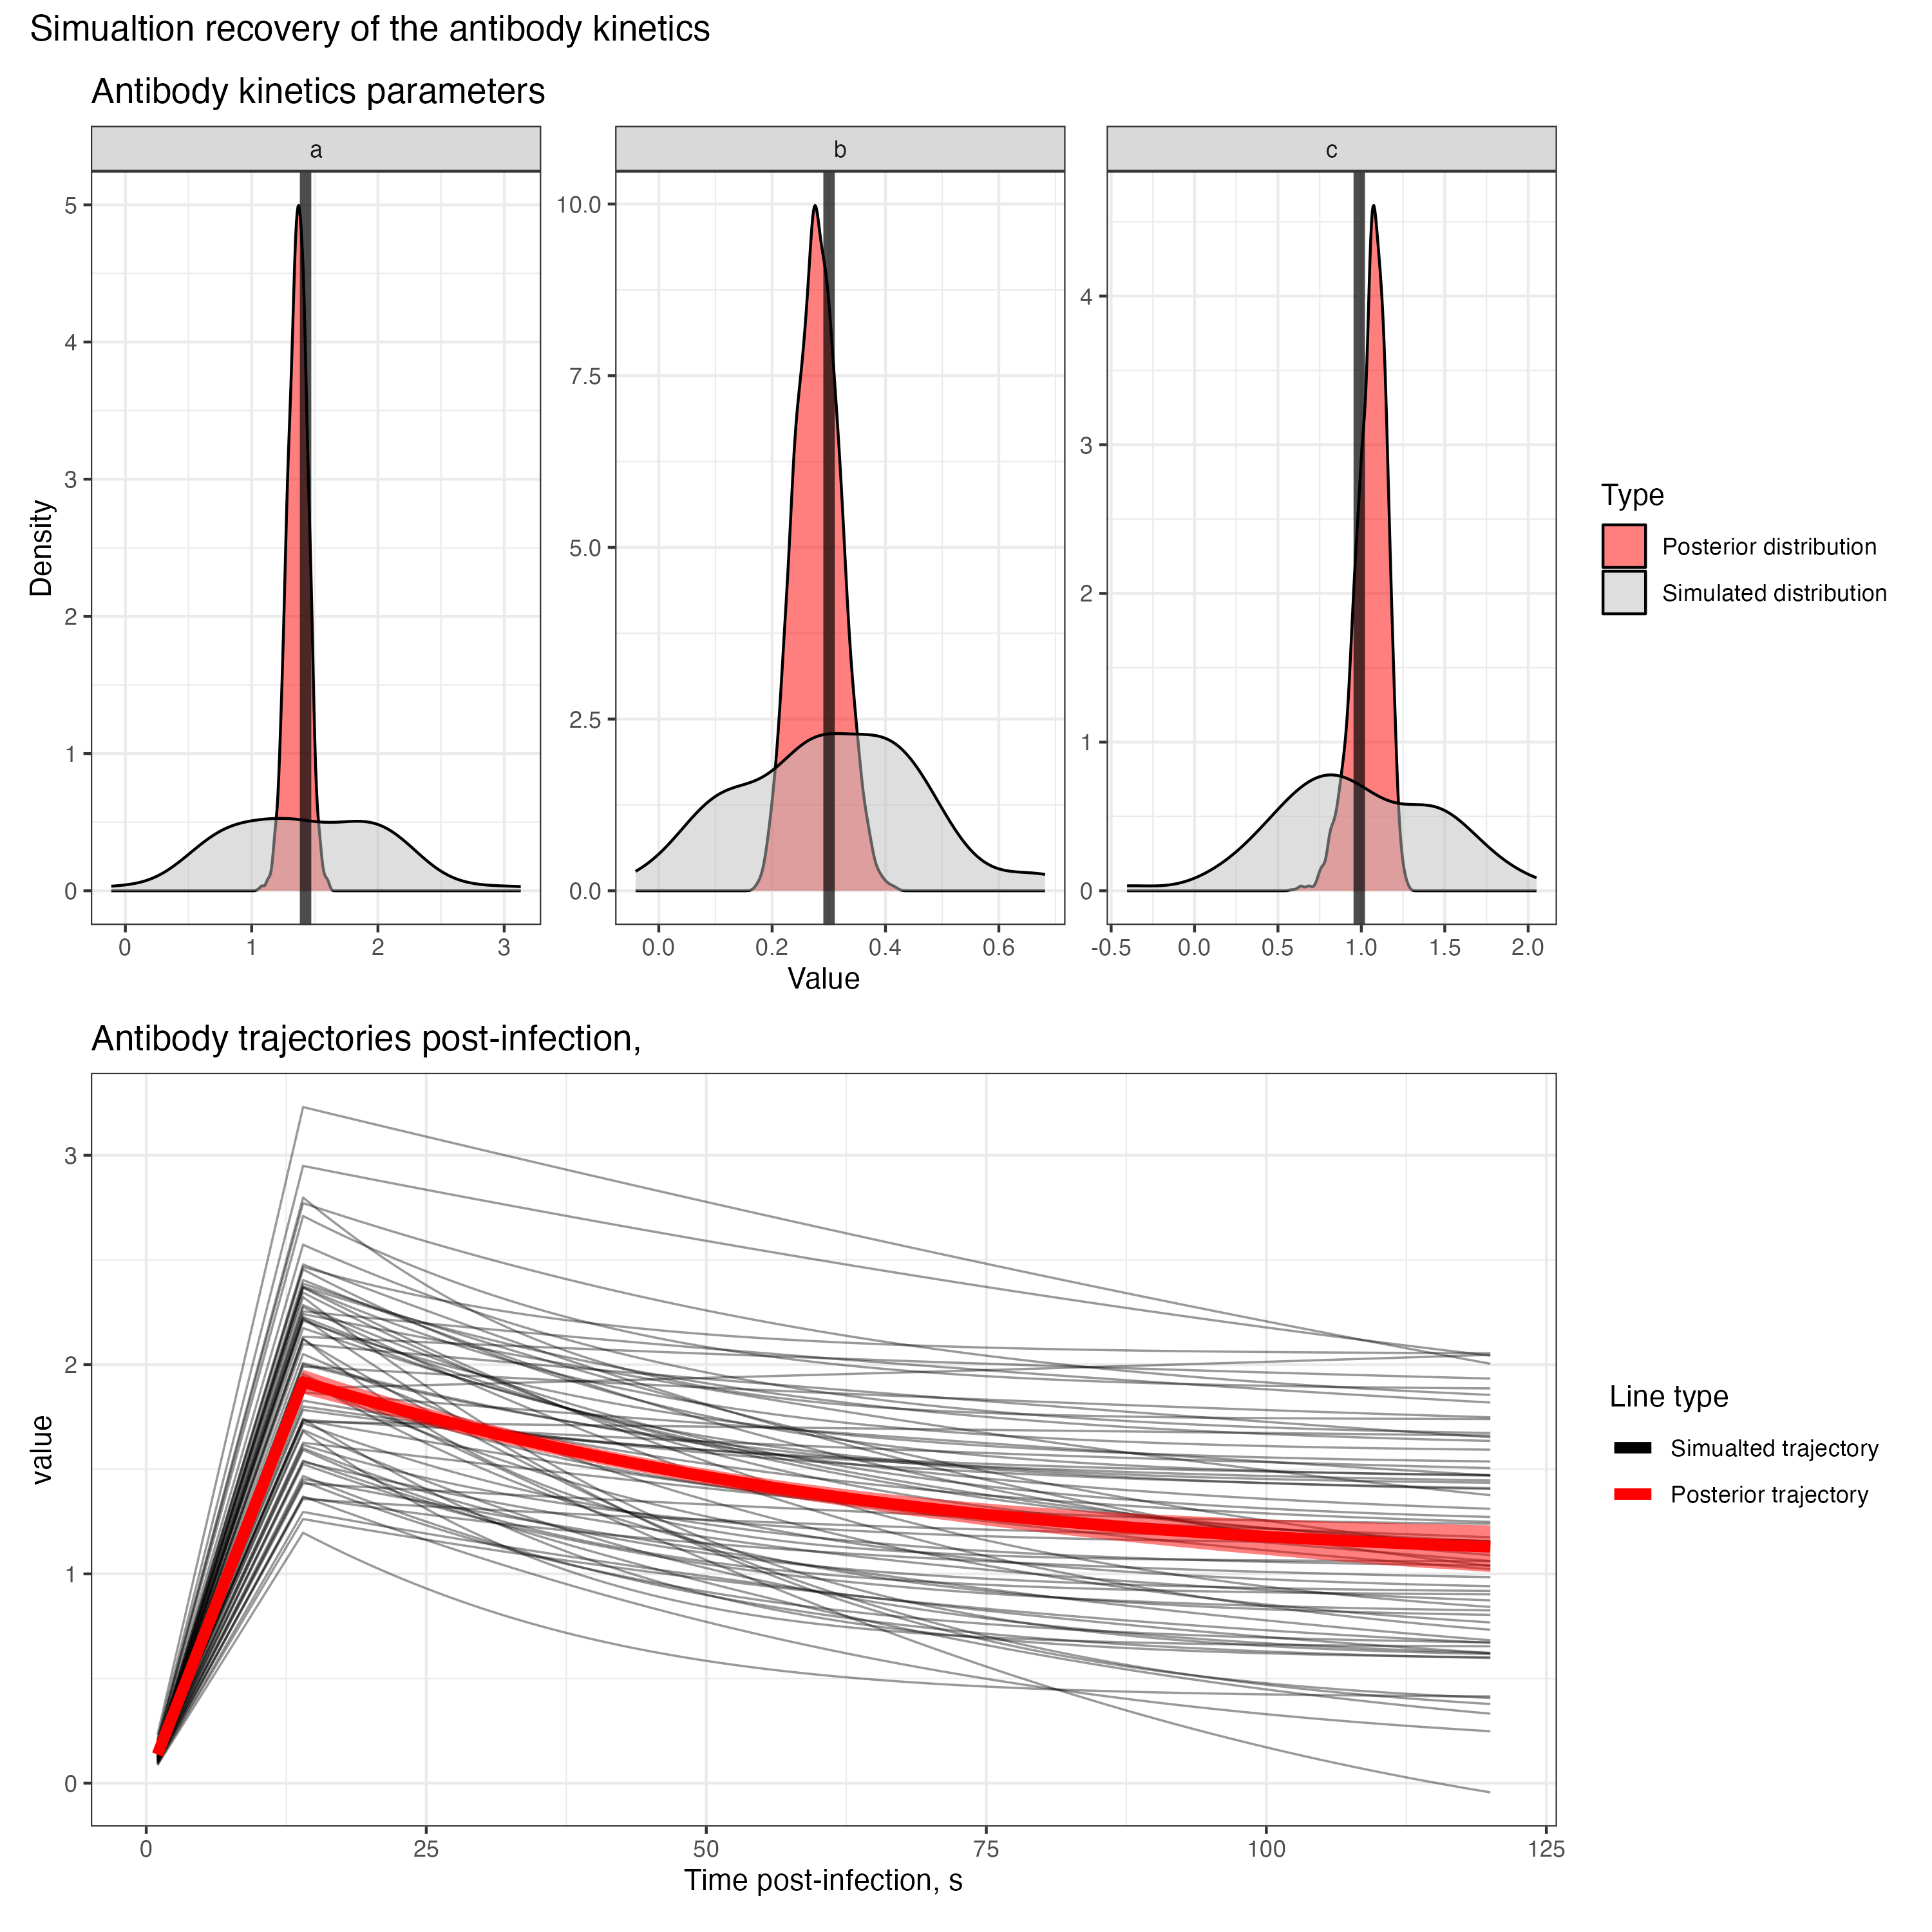 Simualtion recovery of the antibody kinetics
Antibody kinetics parameters
a
b
c
Density
5
4
3
2
1
0
10.0
7.5
5.0
2.5
0.0
4
3
2
1
0
0 1 2 3
0.0 0.2 0.4 0.6
-0.5 0.0 0.5 1.0 1.5 2.0
Value
Type
Posterior distribution
Simulated distribution
Antibody trajectories post-infection,
value
3
2
1
0
0 25 50 75 100 125
Time post-infection, s
Line type
Simualted trajectory
Posterior trajectory